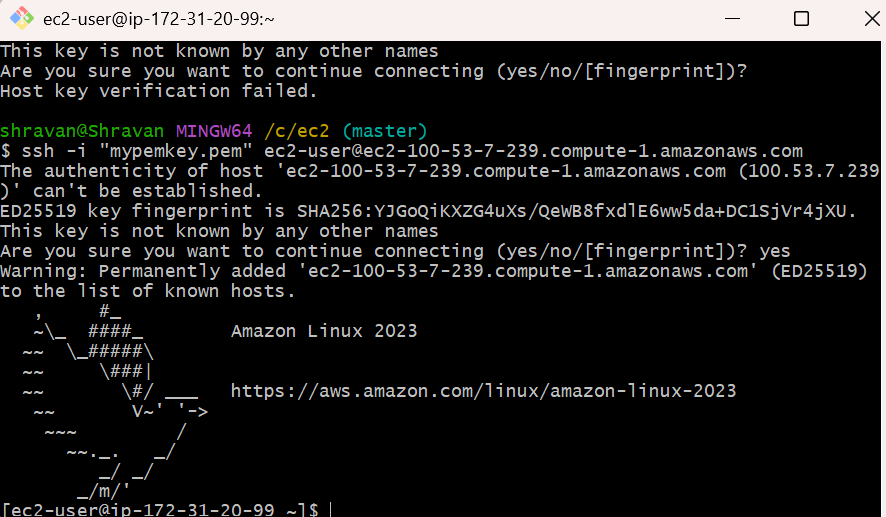 ec2-user@ip-172-31-20-99:~
This key is not known by any other names
Are you sure you want to continue connecting (yes/no/[fingerprint])?
Host key verification failed.
shravan@Shravan MINGW64 /c/ec2 (master)
$ ssh -i "mypemkey.pem" ec2-user@ec2-100-53-7-239.compute-1.amazonaws.com
The authenticity of host 'ec2-100-53-7-239.compute-1.amazonaws.com (100.53.7.239
)' can't be established.
ED25519 key fingerprint is SHA256:YJGoQiKXZG4uXs/QeWB8fxdlE6ww5da+DC1SjVr4jXU.
This key is not known by any other names
Are you sure you want to continue connecting (yes/no/[fingerprint])? yes
Warning: Permanently added 'ec2-100-53-7-239.compute-1.amazonaws.com' (ED25519)
to the list of known hosts.
   ,     #_
   ~\_  ####_        Amazon Linux 2023
  ~~  \_#####\
  ~~     \###|
  ~~       \#/ ___   https://aws.amazon.com/linux/amazon-linux-2023
   ~~       V~' '->
    ~~~         /
      ~~._.   _/
         _/ _/
       _/m/'
[ec2-user@ip-172-31-20-99 ~]$